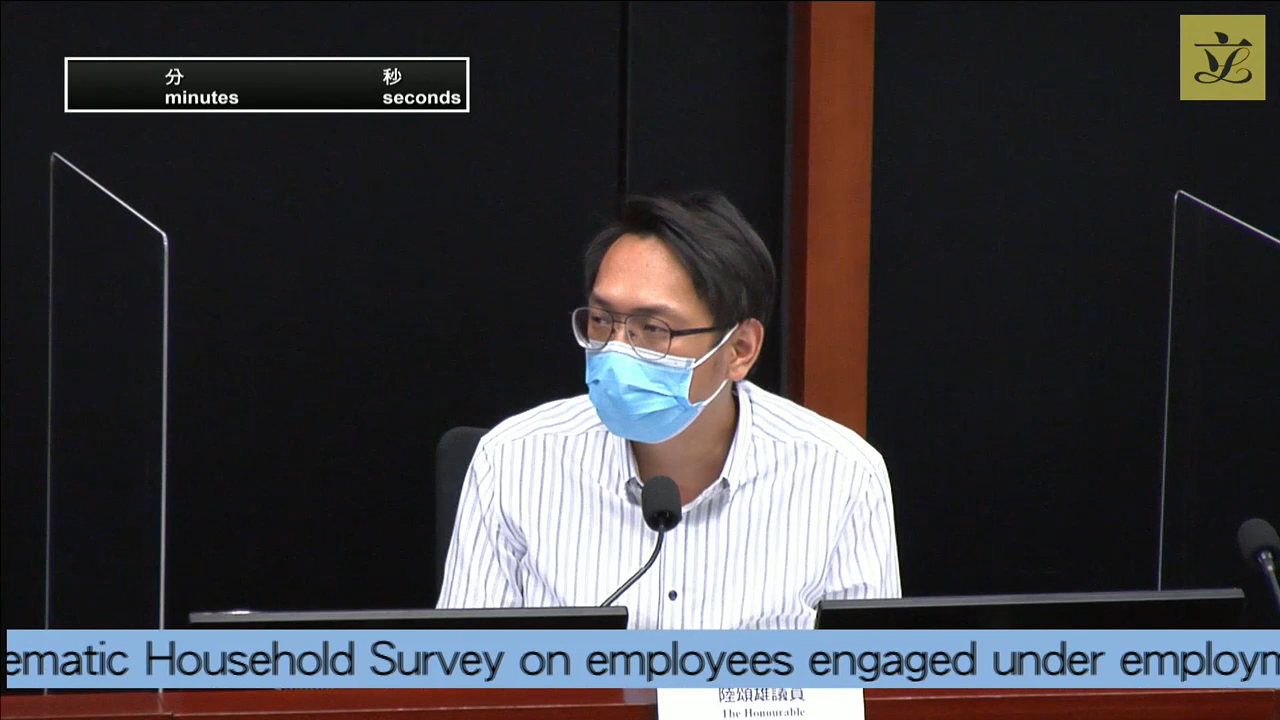 分 秒
minutes seconds
立
ematic Household Survey on employees engaged under employm
陸頌雄議員
The Honourable